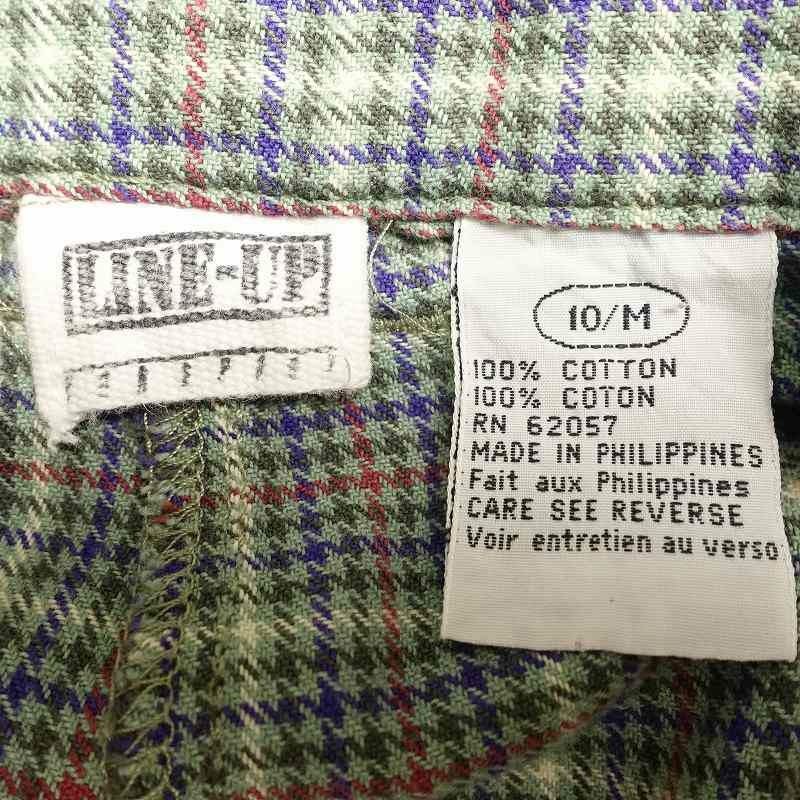 LINE-UP
10/M
100% COTTON
100% COTON
RN 62057
MADE IN PHILIPPINES
Fait aux Philippines
CARE SEE REVERSE
Voir entretien au verso